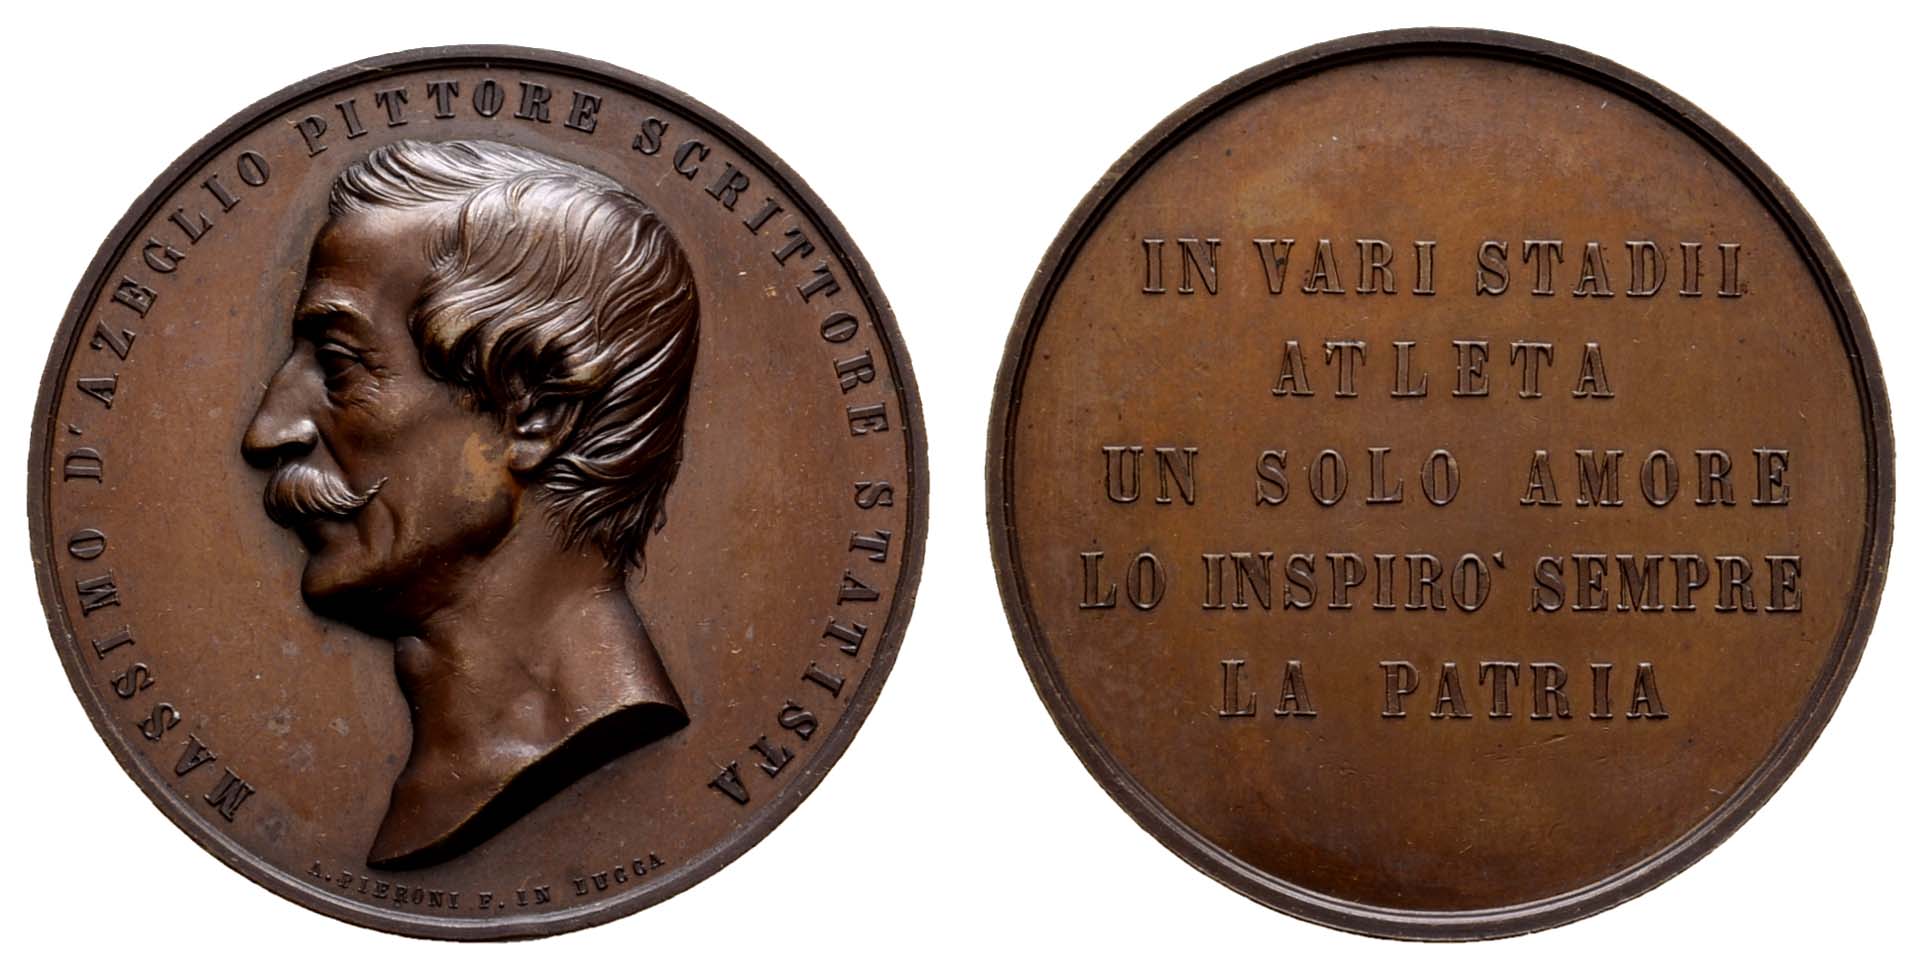 MASSIMO D'AZEGLIO PITTORE SCRITTORE STATISTA
A. PIERONI F. IN LUCCA
IN VARI STADII
ATLETA
UN SOLO AMORE
LO INSPIRO` SEMPRE
LA PATRIA